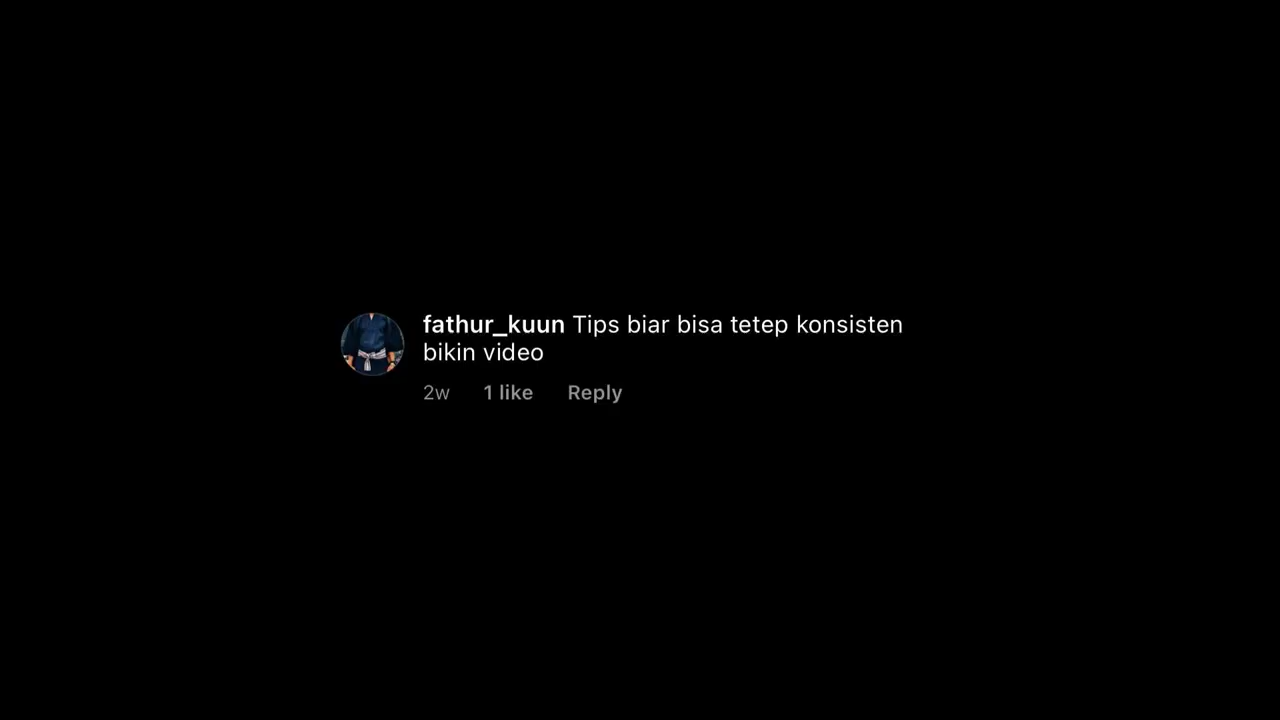 fathur_kuun Tips biar bisa tetep konsisten
bikin video
2w 1 like Reply